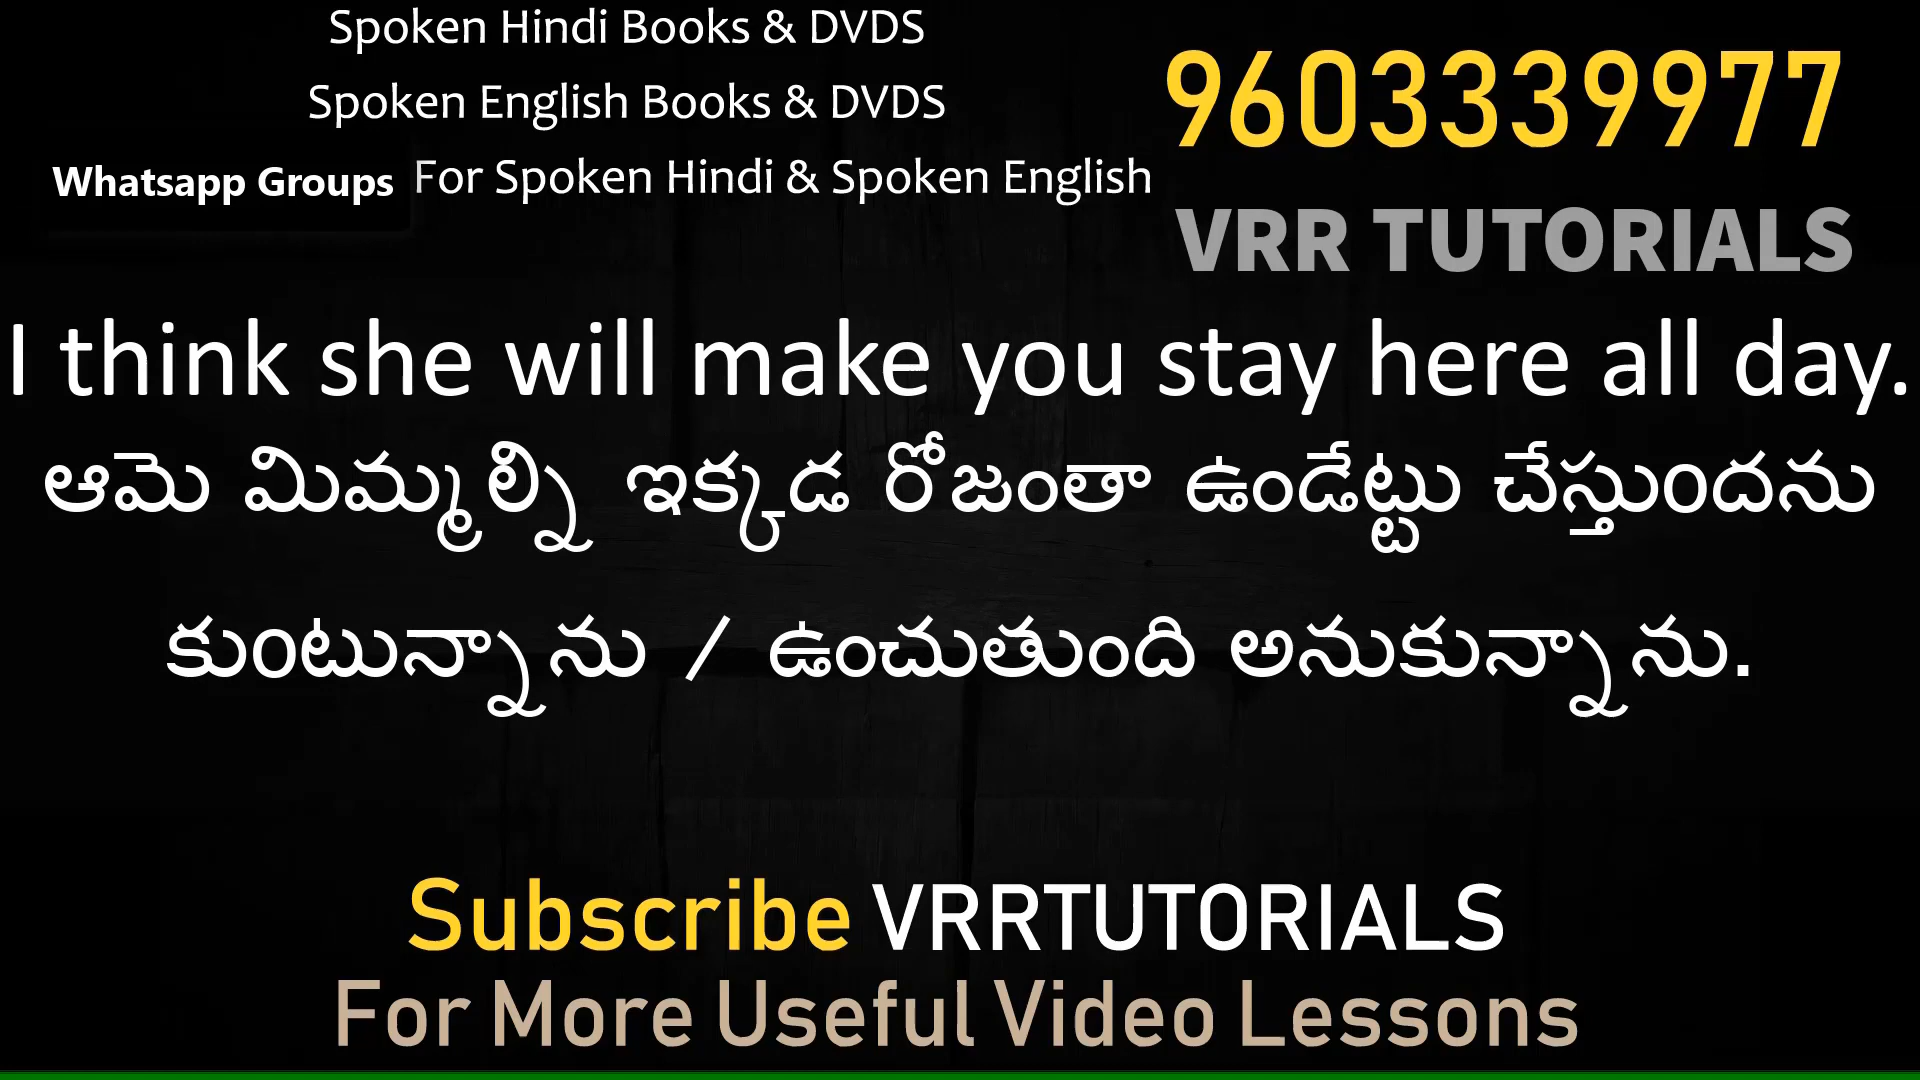 Spoken Hindi Books & DVDS
Spoken English Books & DVDS
Whatsapp Groups For Spoken Hindi & Spoken English
9603339977
VRR TUTORIALS
I think she will make you stay here all day.
ఆమె మిమ్మల్ని ఇక్కడ రోజంతా ఉండేట్టు చేస్తుందను
కుంటున్నాను / ఉంచుతుంది అనుకున్నాను.
Subscribe VRRTUTORIALS
For More Useful Video Lessons